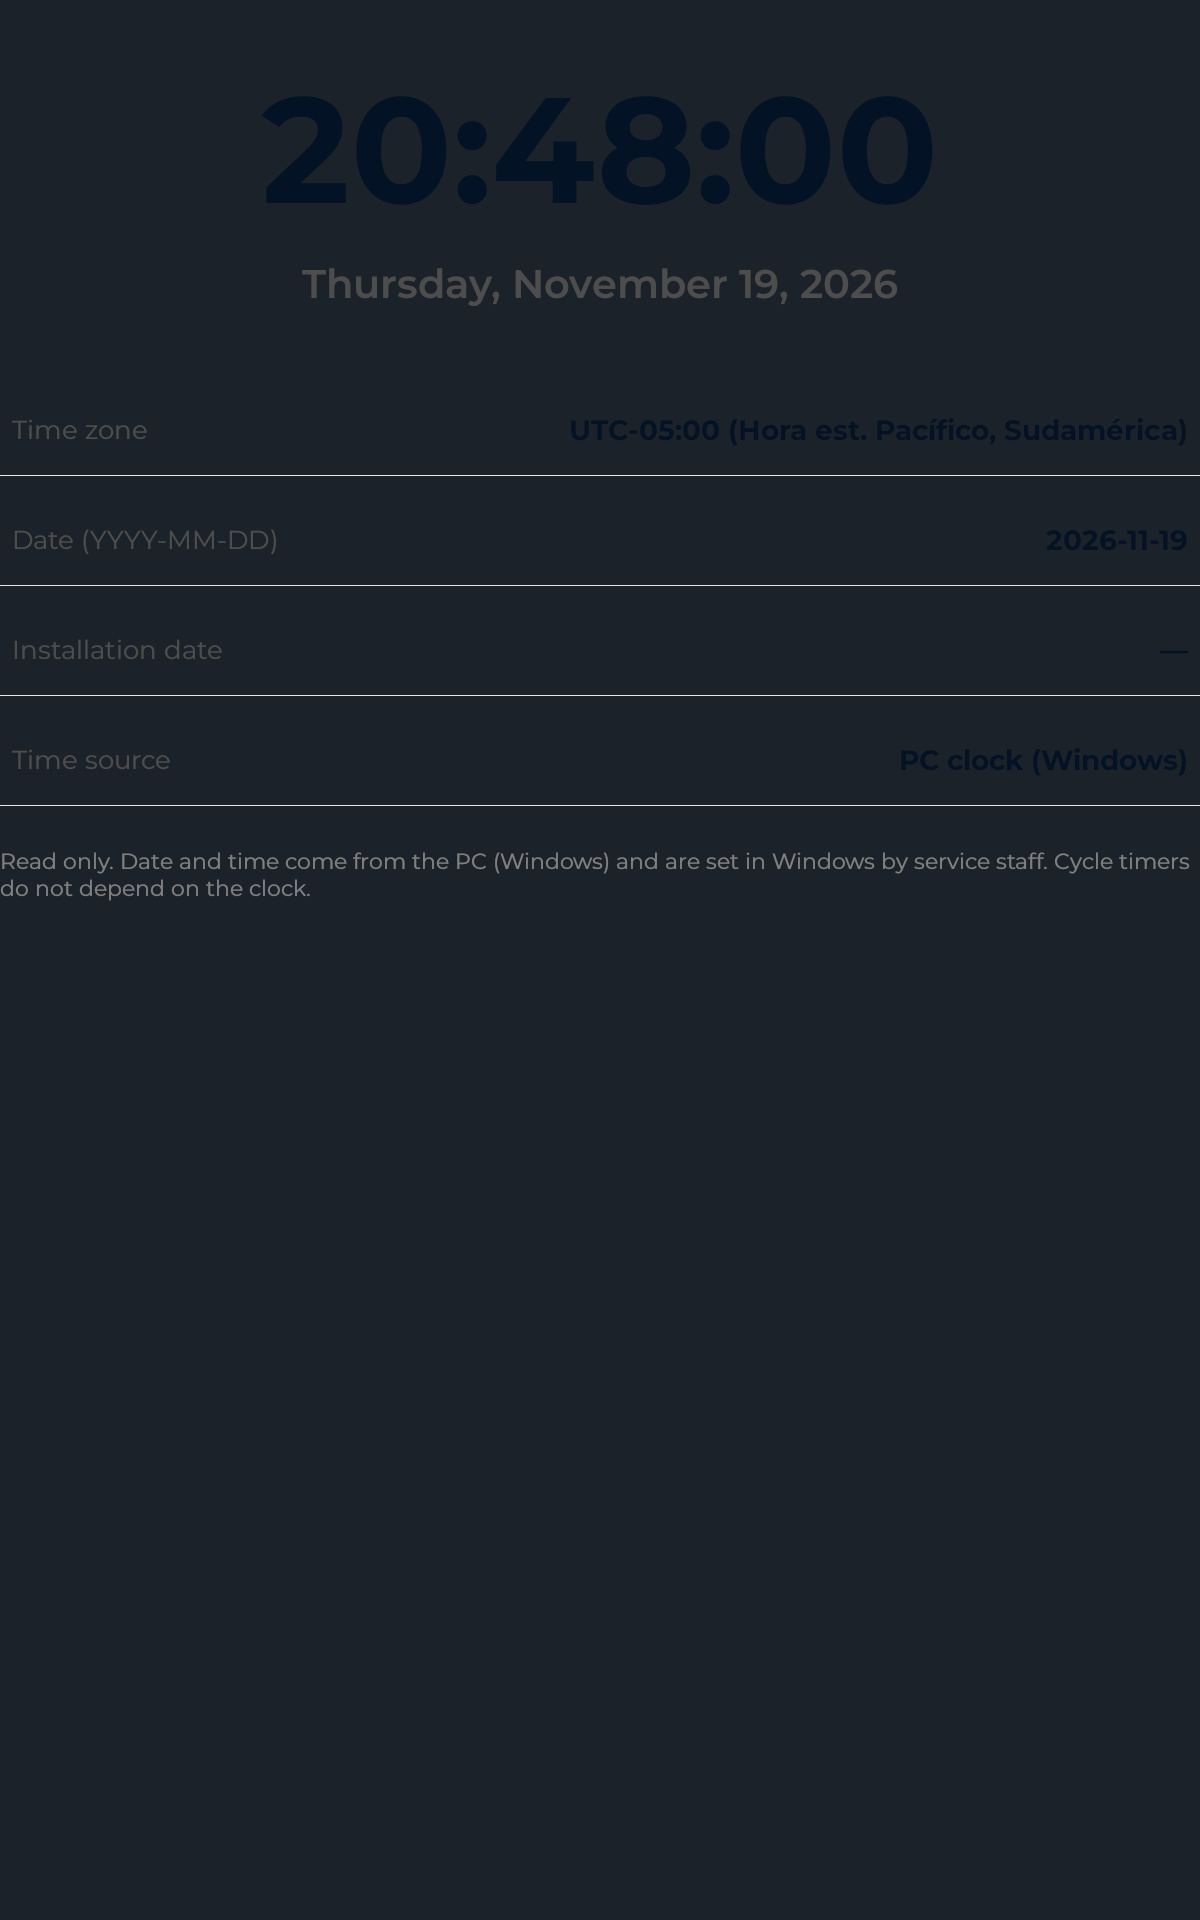 20:48:00
Thursday, November 19, 2026
Time zone
UTC-05:00 (Hora est. Pacífico, Sudamérica)
Date (YYYY-MM-DD)
2026-11-19
Installation date
—
Time source
PC clock (Windows)
Read only. Date and time come from the PC (Windows) and are set in Windows by service staff. Cycle timers
do not depend on the clock.